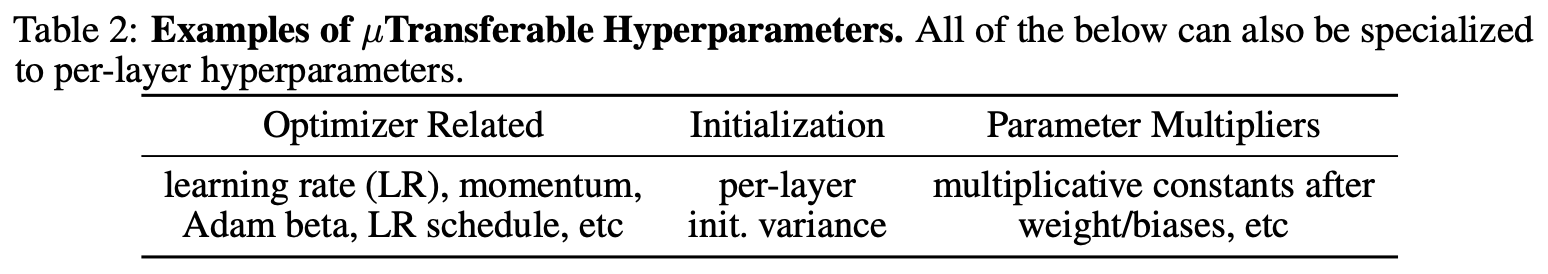 Table 2: Examples of μTransferable Hyperparameters. All of the below can also be specialized
to per-layer hyperparameters.
Optimizer Related Initialization Parameter Multipliers
learning rate (LR), momentum, per-layer multiplicative constants after
Adam beta, LR schedule, etc init. variance weight/biases, etc